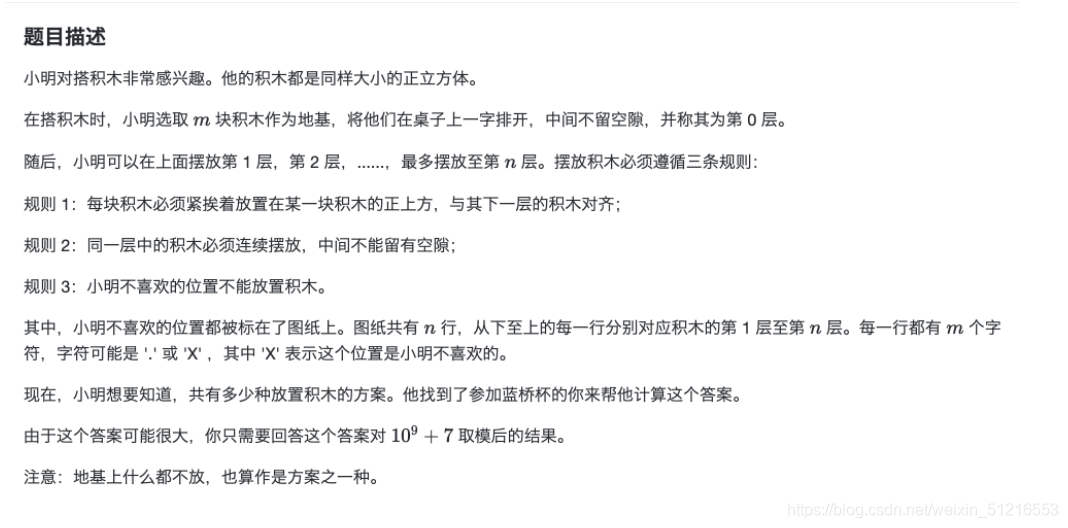 题目描述
小明对搭积木非常感兴趣。他的积木都是同样大小的正立方体。
在搭积木时，小明选取 m 块积木作为地基，将他们在桌子上一字排开，中间不留空隙，并称其为第 0 层。
随后，小明可以在上面摆放第 1 层，第 2 层，......，最多摆放至第 n 层。摆放积木必须遵循三条规则：
规则 1：每块积木必须紧挨着放置在某一块积木的正上方，与其下一层的积木对齐；
规则 2：同一层中的积木必须连续摆放，中间不能留有空隙；
规则 3：小明不喜欢的位置不能放置积木。
其中，小明不喜欢的位置都被标在了图纸上。图纸共有 n 行，从下至上的每一行分别对应积木的第 1 层至第 n 层。每一行都有 m 个字
符，字符可能是 '.' 或 'X' ，其中 'X' 表示这个位置是小明不喜欢的。
现在，小明想要知道，共有多少种放置积木的方案。他找到了参加蓝桥杯的你来帮他计算这个答案。
由于这个答案可能很大，你只需要回答这个答案对 10⁹ + 7 取模后的结果。
注意：地基上什么都不放，也算作是方案之一种。
https://blog.csdn.net/weixin_51216553